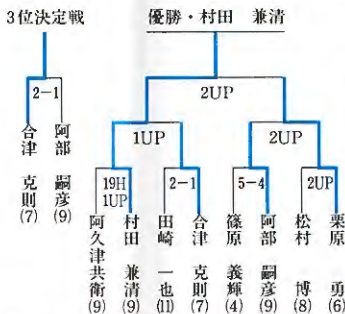 3位決定戦
優勝・村田 兼清
2-1
2UP
合津 克則 (7)
阿部 嗣彦 (9)
1UP
2UP
19H
1UP
2-1
5-4
2UP
阿久津共衛 (9)
村田 兼清 (9)
田崎 一也 (11)
合津 克則 (7)
篠原 義輝 (4)
阿部 嗣彦 (9)
松村 博 (8)
栗原 勇 (6)